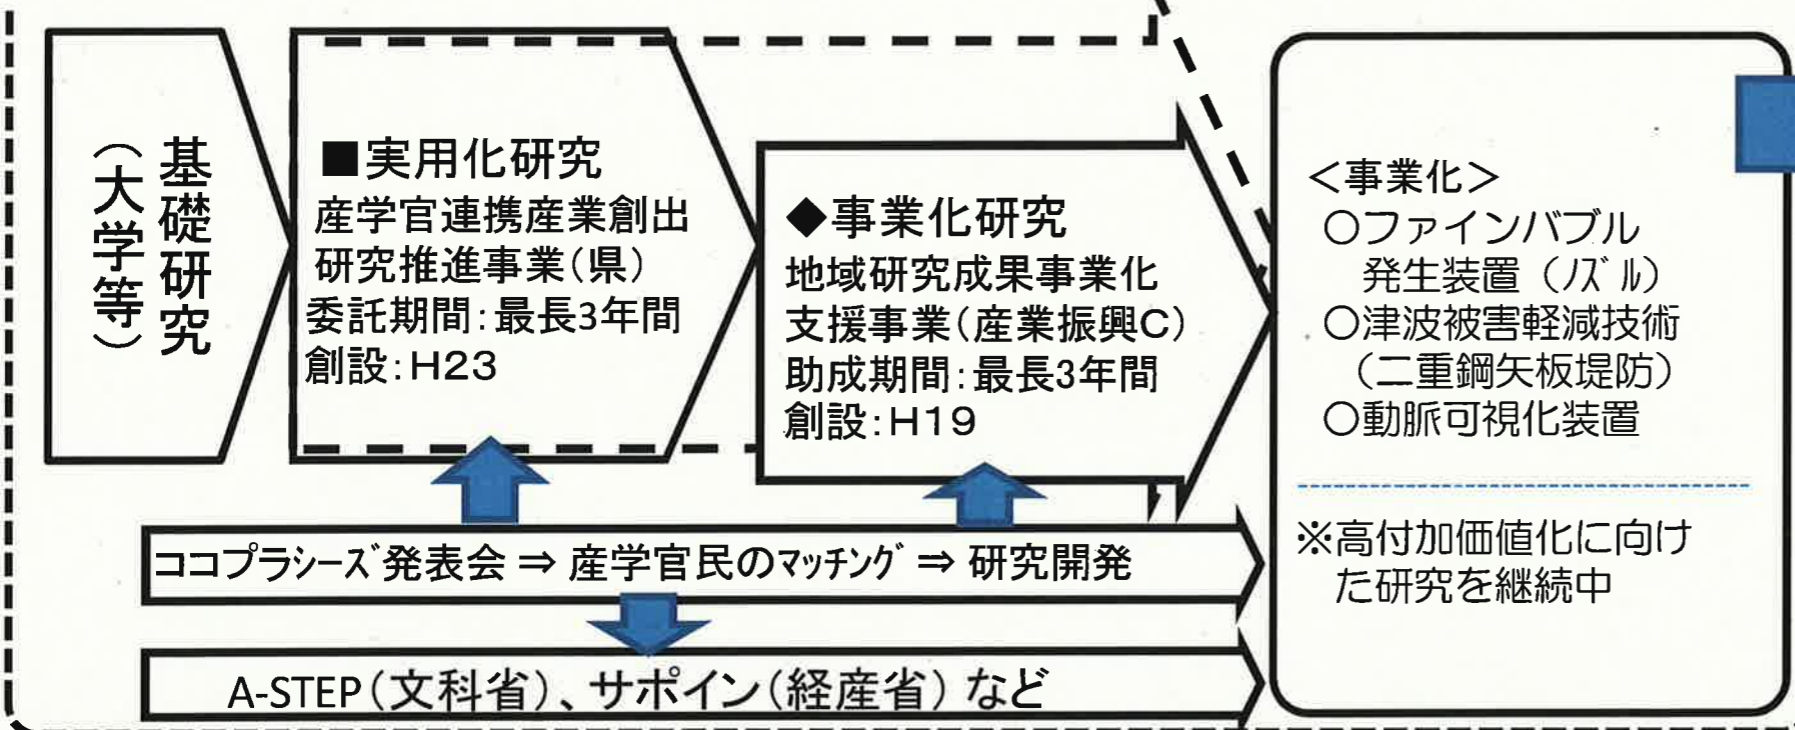 基礎研究
（大学等）
■実用化研究
産学官連携産業創出
研究推進事業（県）
委託期間：最長3年間
創設：H23
◆事業化研究
地域研究成果事業化
支援事業（産業振興C）
助成期間：最長3年間
創設：H19
＜事業化＞
○ファインバブル
発生装置（ﾉｽﾞﾙ）
○津波被害軽減技術
（二重鋼矢板堤防）
○動脈可視化装置
※高付加価値化に向け
た研究を継続中
ココプラシーズ発表会 ⇒ 産学官民のマッチング ⇒ 研究開発
A-STEP（文科省）、サポイン（経産省）など